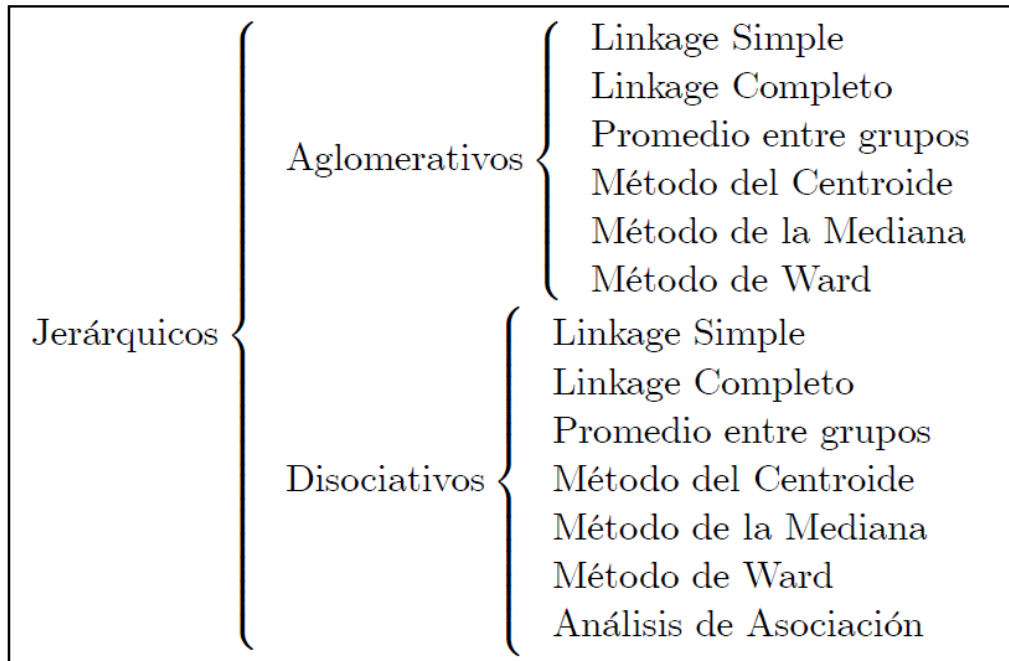 Jerárquicos
Aglomerativos
Linkage Simple
Linkage Completo
Promedio entre grupos
Método del Centroide
Método de la Mediana
Método de Ward
Disociativos
Linkage Simple
Linkage Completo
Promedio entre grupos
Método del Centroide
Método de la Mediana
Método de Ward
Análisis de Asociación